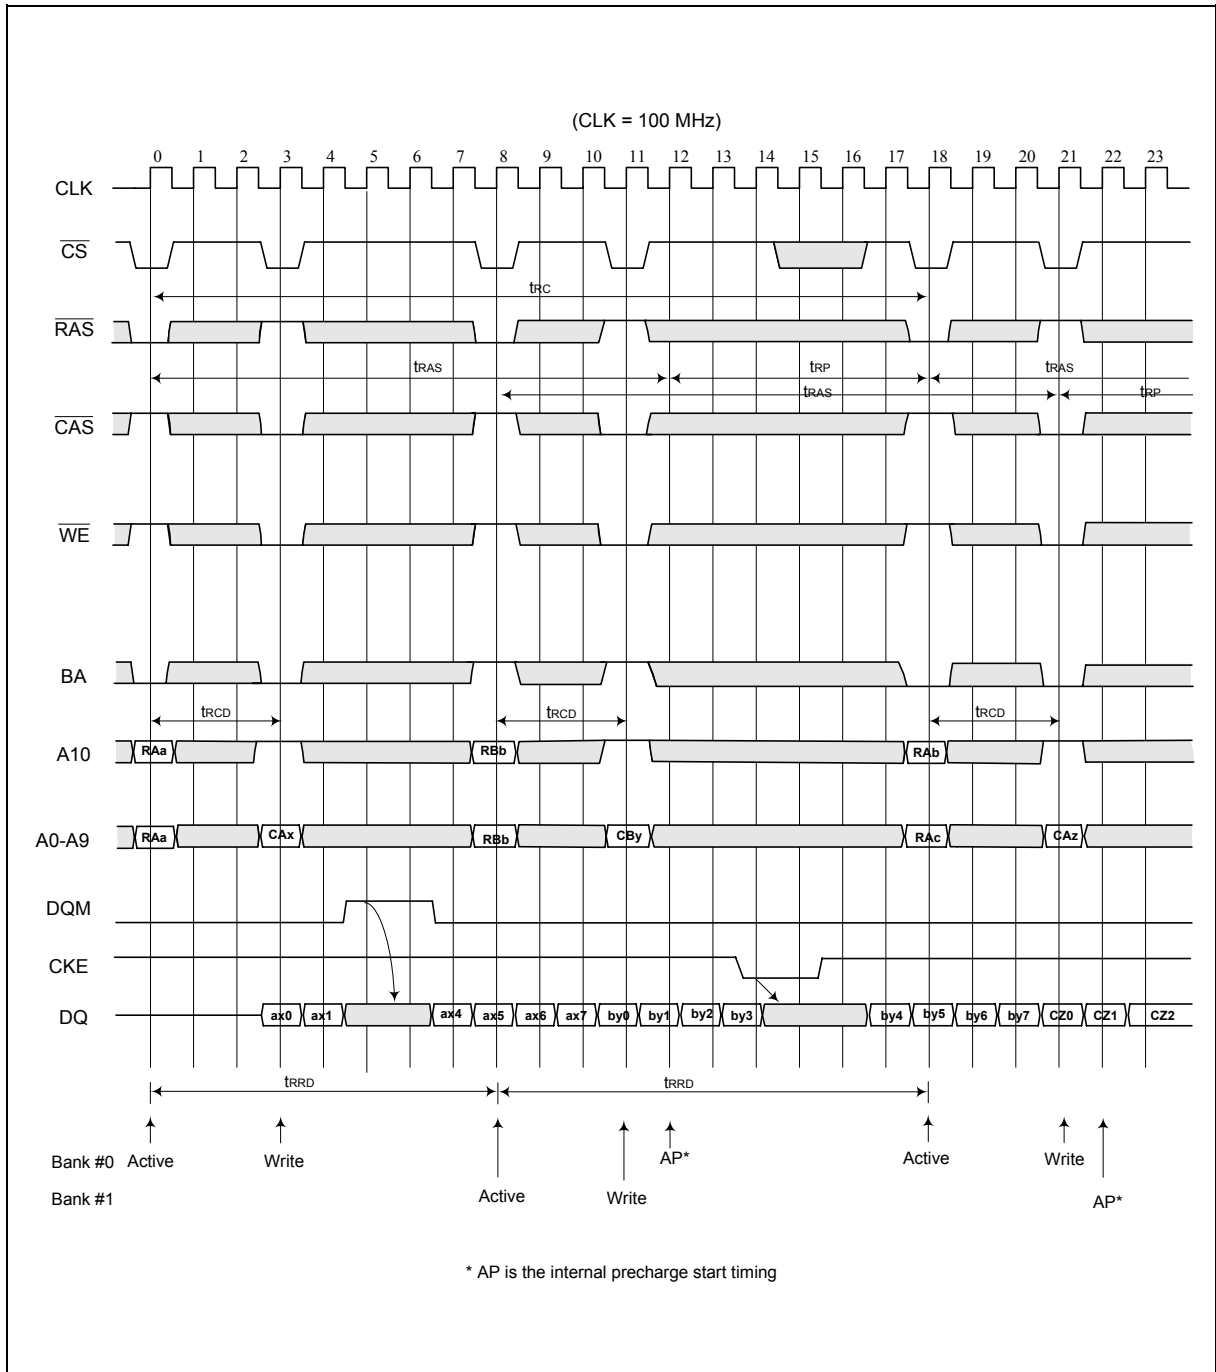 (CLK = 100 MHz)
0 1 2 3 4 5 6 7 8 9 10 11 12 13 14 15 16 17 18 19 20 21 22 23
CLK
CS
tRC
RAS
tRAS tRP tRAS
tRAS tRP
CAS
WE
BA
tRCD tRCD tRCD
A10 RAa RBb RAb
A0-A9 RAa CAx RBb CBy RAc CAz
DQM
CKE
DQ ax0 ax1 ax4 ax5 ax6 ax7 by0 by1 by2 by3 by4 by5 by6 by7 CZ0 CZ1 CZ2
tRRD tRRD
Bank #0 Active Write AP* Active Write
Bank #1 Active Write AP*
* AP is the internal precharge start timing